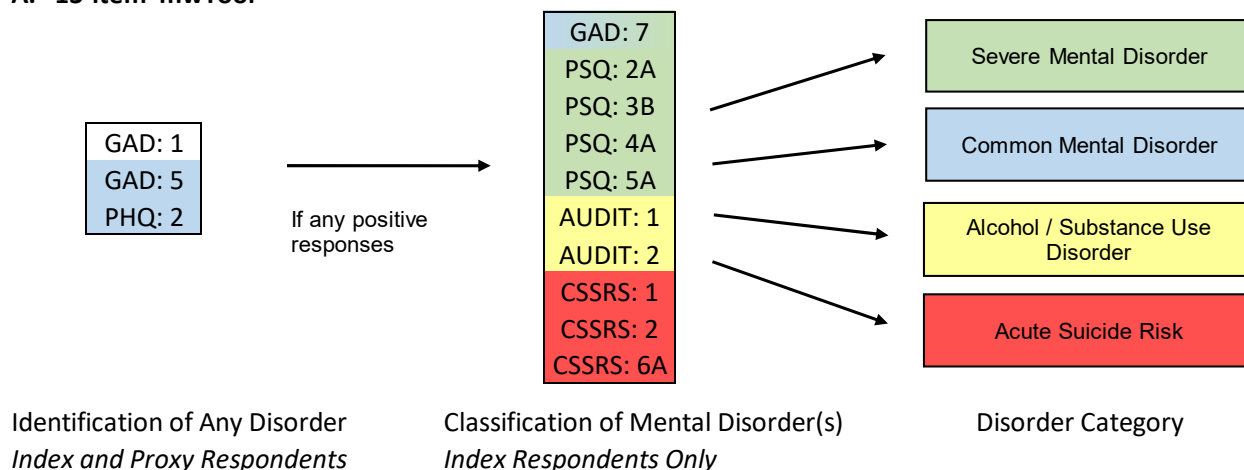 GAD: 1
GAD: 5
PHQ: 2
If any positive
responses
GAD: 7
PSQ: 2A
PSQ: 3B
PSQ: 4A
PSQ: 5A
AUDIT: 1
AUDIT: 2
CSSRS: 1
CSSRS: 2
CSSRS: 6A
Severe Mental Disorder
Common Mental Disorder
Alcohol / Substance Use
Disorder
Acute Suicide Risk
Identification of Any Disorder
Index and Proxy Respondents
Classification of Mental Disorder(s)
Index Respondents Only
Disorder Category